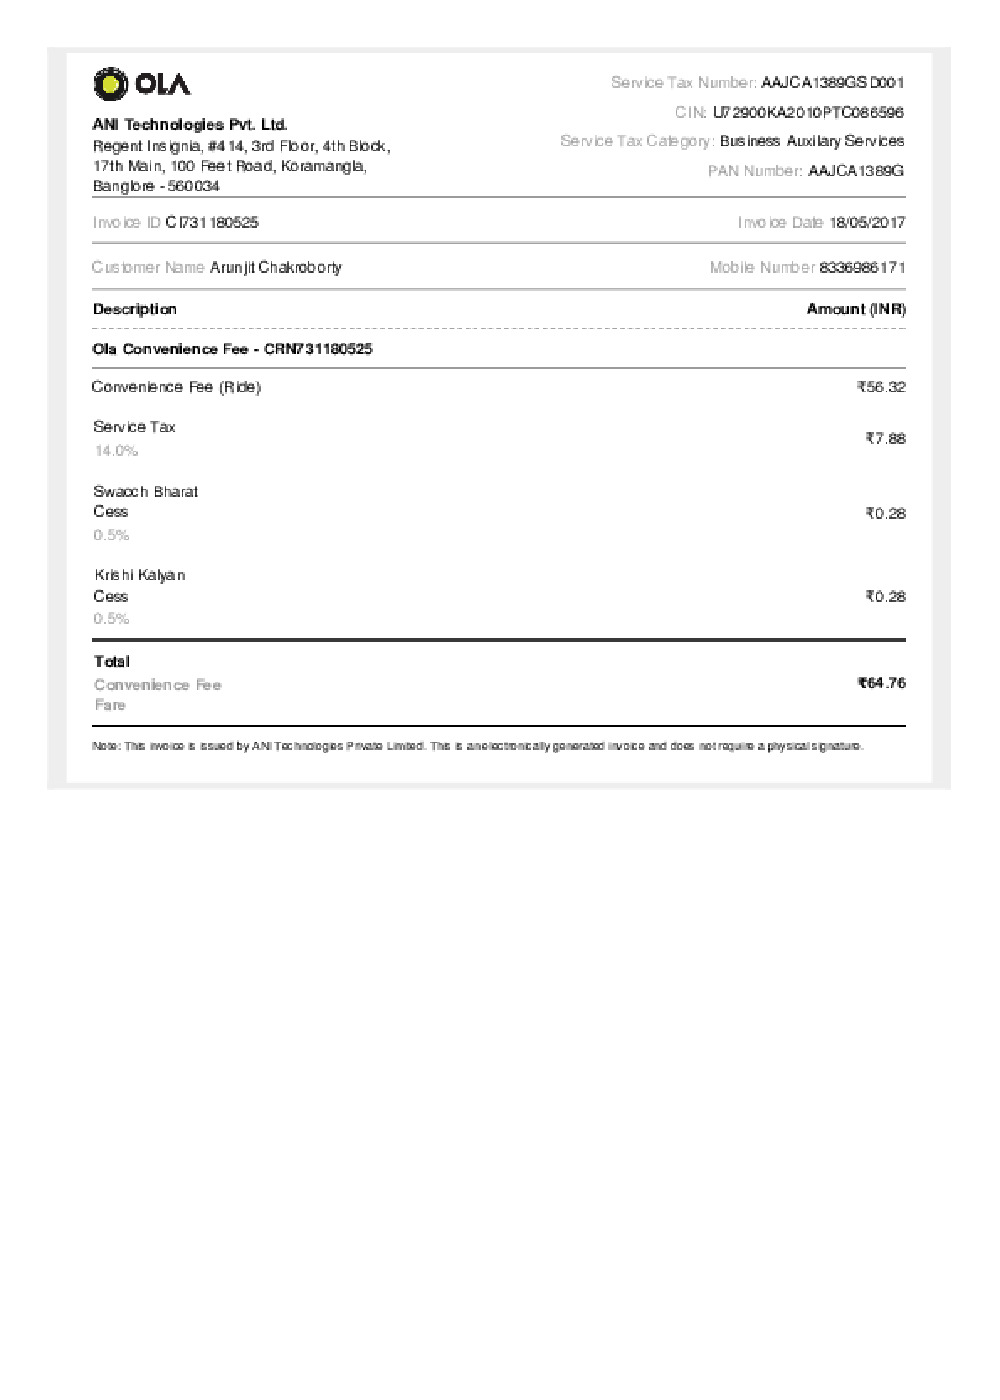 OLA
Service Tax Number: AAJCA1389GSD001
CIN: U72900KA2010PTC086596
Service Tax Category: Business Auxilary Services
PAN Number: AAJCA1389G
ANI Technologies Pvt. Ltd.
Regent Insignia, #414, 3rd Floor, 4th Block,
17th Main, 100 Feet Road, Koramangla,
Banglore - 560034
Invoice ID CI731180525 Invoice Date 18/05/2017
Customer Name Arunjit Chakroborty Mobile Number 8336986171
Description Amount (INR)
Ola Convenience Fee - CRN731180525
Convenience Fee (Ride) ₹56.32
Service Tax
14.0%
₹7.88
Swacch Bharat
Cess
0.5%
₹0.28
Krishi Kalyan
Cess
0.5%
₹0.28
Total
Convenience Fee
Fare
₹64.76
Note: This invoice is issued by ANI Technologies Private Limited. This is an electronically generated invoice and does not require a physical signature.